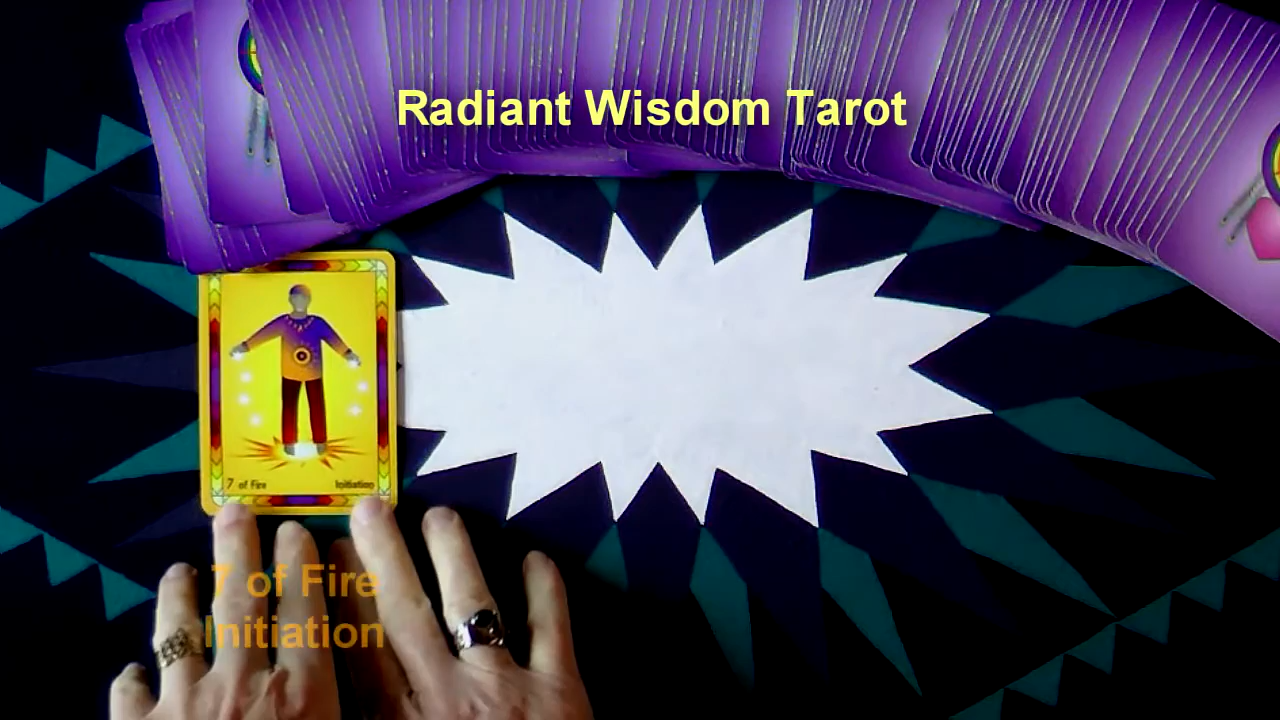 Radiant Wisdom Tarot
7 of Fire Initiation
7 of Fire
Initiation